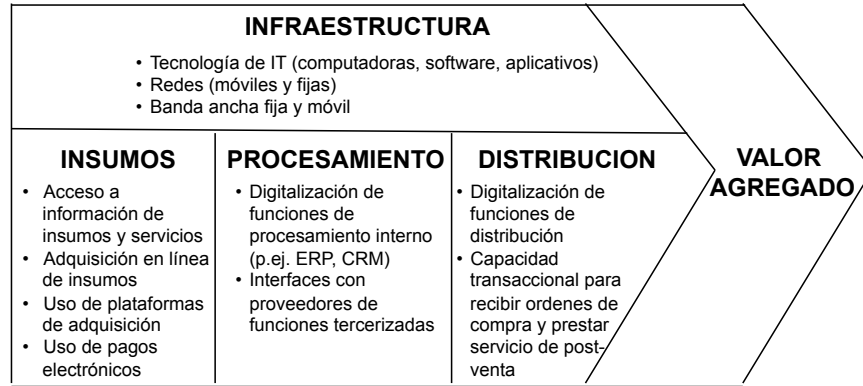 INFRAESTRUCTURA
• Tecnología de IT (computadoras, software, aplicativos)
• Redes (móviles y fijas)
• Banda ancha fija y móvil
INSUMOS
• Acceso a
información de
insumos y servicios
• Adquisición en línea
de insumos
• Uso de plataformas
de adquisición
• Uso de pagos
electrónicos
PROCESAMIENTO
• Digitalización de
funciones de
procesamiento interno
(p.ej. ERP, CRM)
• Interfaces con
proveedores de
funciones tercerizadas
DISTRIBUCION
• Digitalización de
funciones de
distribución
• Capacidad
transaccional para
recibir ordenes de
compra y prestar
servicio de post-
venta
VALOR
AGREGADO